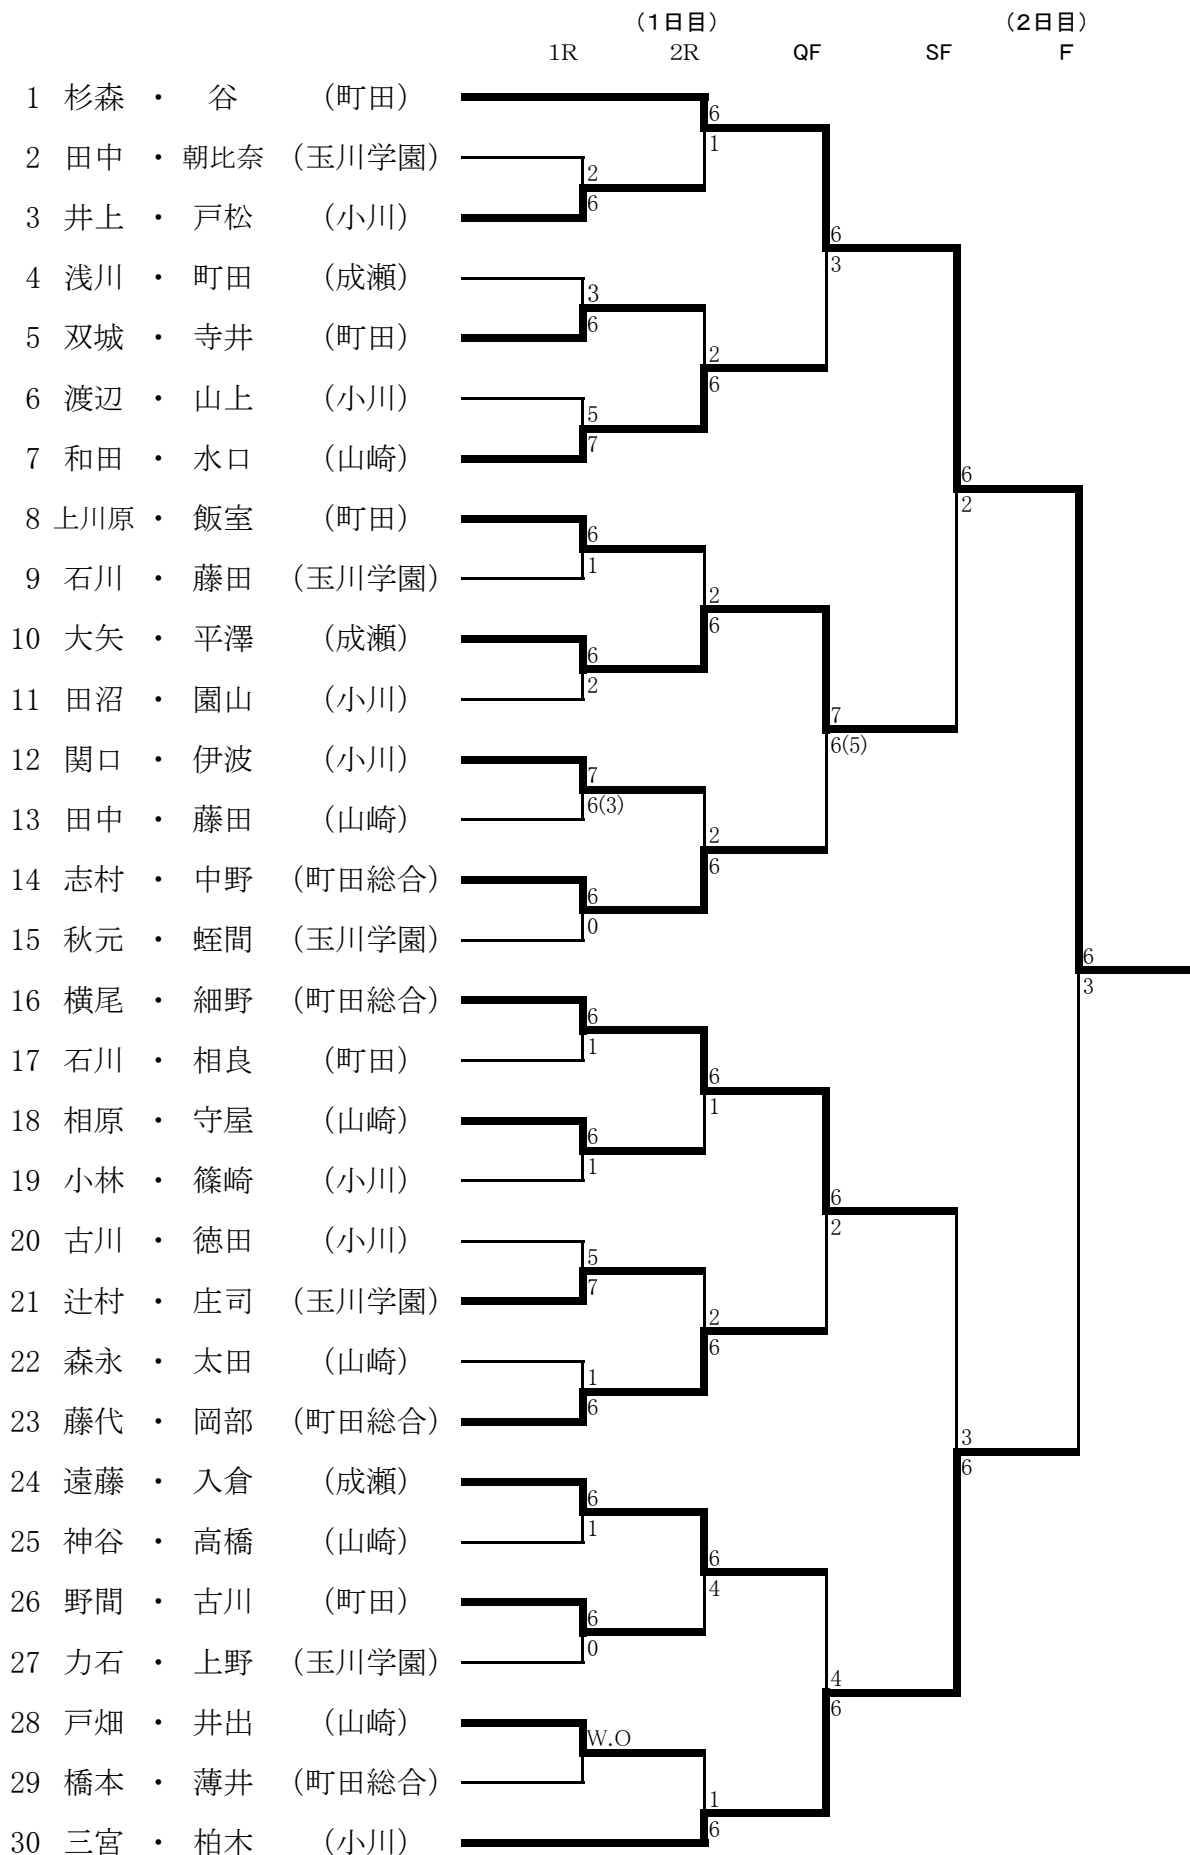 （１日目） （２日目）
1R 2R QF SF F
1 杉森 ・ 谷 （町田）
6
1
2 田中 ・ 朝比奈 （玉川学園）
2
6
3 井上 ・ 戸松 （小川）
6
3
4 浅川 ・ 町田 （成瀬）
3
6
5 双城 ・ 寺井 （町田）
2
6
6 渡辺 ・ 山上 （小川）
5
7
7 和田 ・ 水口 （山崎）
6
2
8 上川原 ・ 飯室 （町田）
6
1
9 石川 ・ 藤田 （玉川学園）
2
6
10 大矢 ・ 平澤 （成瀬）
6
2
11 田沼 ・ 園山 （小川）
7
6(5)
12 関口 ・ 伊波 （小川）
7
6(3)
13 田中 ・ 藤田 （山崎）
2
6
14 志村 ・ 中野 （町田総合）
6
0
15 秋元 ・ 蛭間 （玉川学園）
6
3
16 横尾 ・ 細野 （町田総合）
6
1
17 石川 ・ 相良 （町田）
6
1
18 相原 ・ 守屋 （山崎）
6
1
19 小林 ・ 篠崎 （小川）
6
2
20 古川 ・ 徳田 （小川）
5
7
21 辻村 ・ 庄司 （玉川学園）
2
6
22 森永 ・ 太田 （山崎）
1
6
23 藤代 ・ 岡部 （町田総合）
3
6
24 遠藤 ・ 入倉 （成瀬）
6
1
25 神谷 ・ 高橋 （山崎）
6
4
26 野間 ・ 古川 （町田）
6
0
27 力石 ・ 上野 （玉川学園）
4
6
28 戸畑 ・ 井出 （山崎）
W.O
29 橋本 ・ 薄井 （町田総合）
1
6
30 三宮 ・ 柏木 （小川）